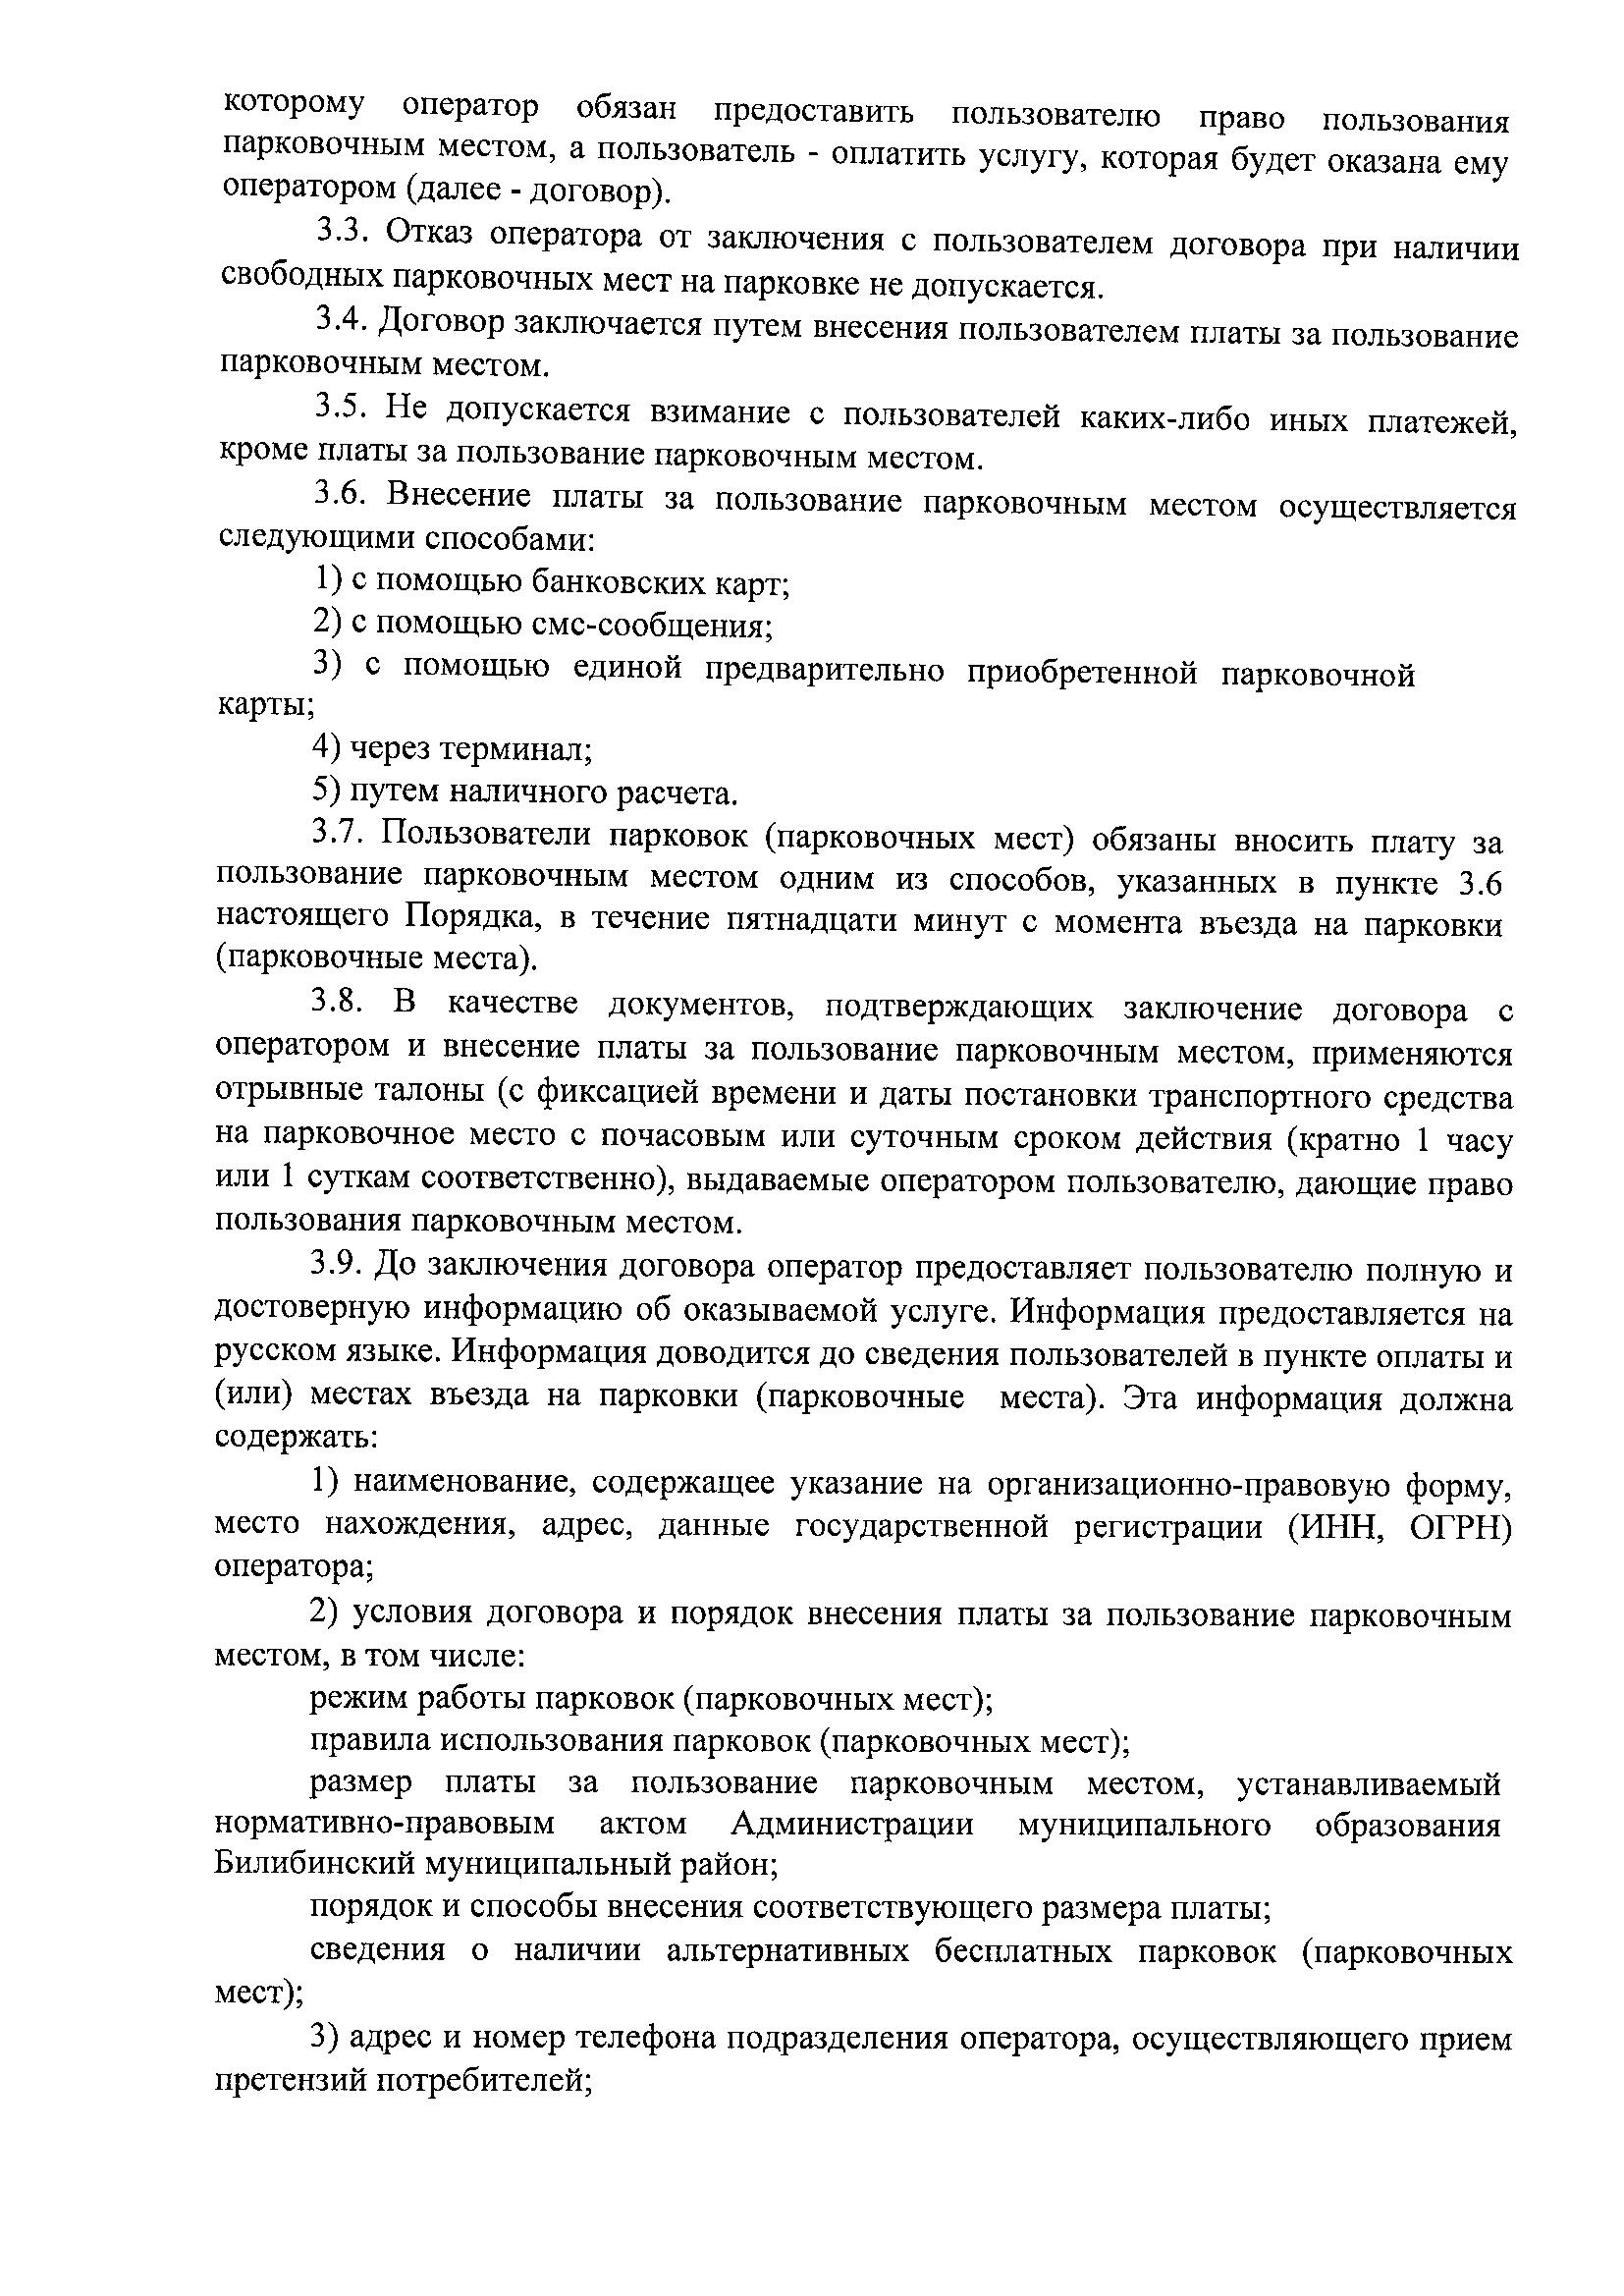 которому оператор обязан предоставить пользователю право пользования
парковочным местом, а пользователь - оплатить услугу, которая будет оказана ему
оператором (далее - договор).
3.3. Отказ оператора от заключения с пользователем договора при наличии
свободных парковочных мест на парковке не допускается.
3.4. Договор заключается путем внесения пользователем платы за пользование
парковочным местом.
3.5. Не допускается взимание с пользователей каких-либо иных платежей,
кроме платы за пользование парковочным местом.
3.6. Внесение платы за пользование парковочным местом осуществляется
следующими способами:
1) с помощью банковских карт;
2) с помощью смс-сообщения;
3) с помощью единой предварительно приобретенной парковочной
карты;
4) через терминал;
5) путем наличного расчета.
3.7. Пользователи парковок (парковочных мест) обязаны вносить плату за
пользование парковочным местом одним из способов, указанных в пункте 3.6
настоящего Порядка, в течение пятнадцати минут с момента въезда на парковки
(парковочные места).
3.8. В качестве документов, подтверждающих заключение договора с
оператором и внесение платы за пользование парковочным местом, применяются
отрывные талоны (с фиксацией времени и даты постановки транспортного средства
на парковочное место с почасовым или суточным сроком действия (кратно 1 часу
или 1 суткам соответственно), выдаваемые оператором пользователю, дающие право
пользования парковочным местом.
3.9. До заключения договора оператор предоставляет пользователю полную и
достоверную информацию об оказываемой услуге. Информация предоставляется на
русском языке. Информация доводится до сведения пользователей в пункте оплаты и
(или) местах въезда на парковки (парковочные места). Эта информация должна
содержать:
1) наименование, содержащее указание на организационно-правовую форму,
место нахождения, адрес, данные государственной регистрации (ИНН, ОГРН)
оператора;
2) условия договора и порядок внесения платы за пользование парковочным
местом, в том числе:
режим работы парковок (парковочных мест);
правила использования парковок (парковочных мест);
размер платы за пользование парковочным местом, устанавливаемый
нормативно-правовым актом Администрации муниципального образования
Билибинский муниципальный район;
порядок и способы внесения соответствующего размера платы;
сведения о наличии альтернативных бесплатных парковок (парковочных
мест);
3) адрес и номер телефона подразделения оператора, осуществляющего прием
претензий потребителей;